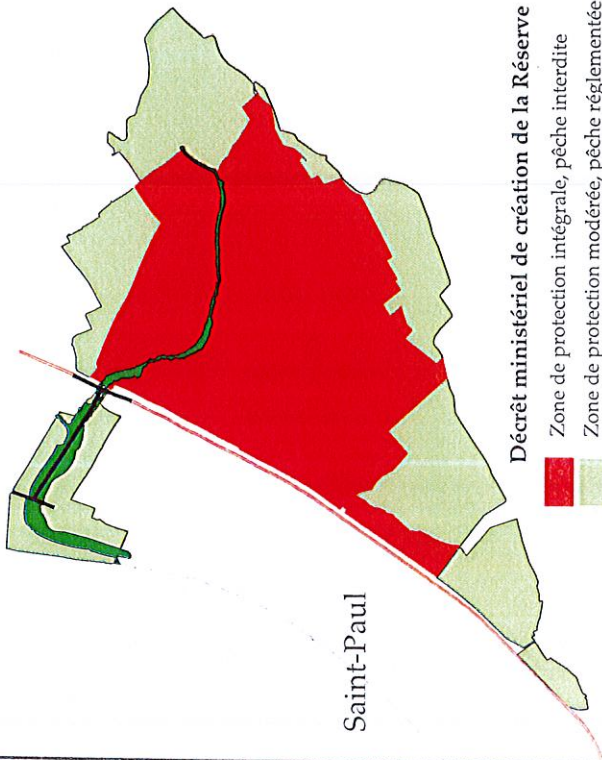 Saint-Paul
Décrêt ministériel de création de la Réserve
Zone de protection intégrale, pêche interdite
Zone de protection modérée, pêche réglementée